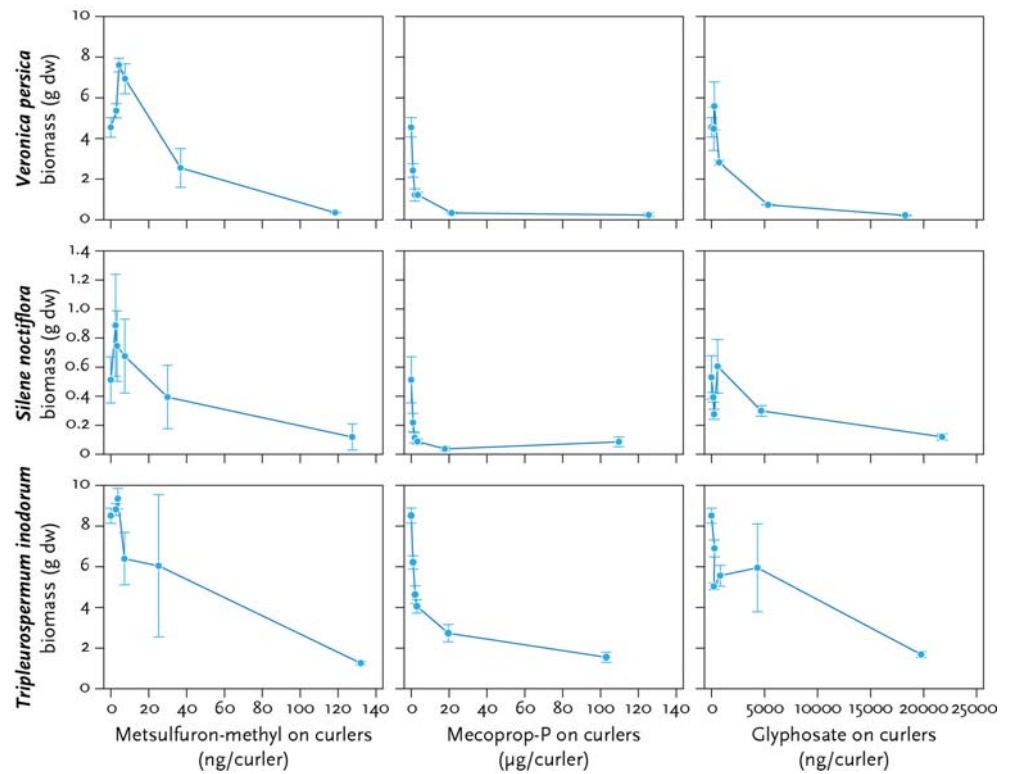 Veronica persica
biomass (g dw)
10
8
6
4
2
0
Silene noctiflora
biomass (g dw)
1.4
1.2
1.0
0.8
0.6
0.4
0.2
0
Tripleurospermum inodorum
biomass (g dw)
10
8
6
4
2
0
0 20 40 60 80 100 120 140
0 20 40 60 80 100 120 140
0 5000 10000 15000 20000 25000
Metsulfuron-methyl on curlers
(ng/curler)
Mecoprop-P on curlers
(µg/curler)
Glyphosate on curlers
(ng/curler)